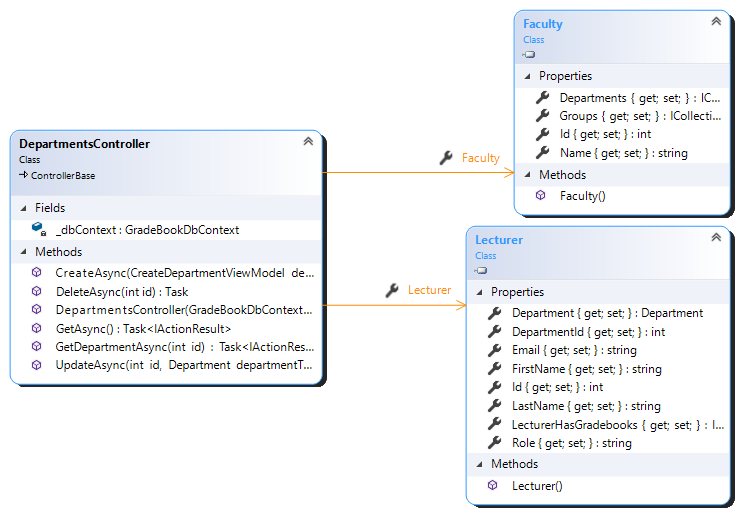 DepartmentsController
Class
ControllerBase
Fields
_dbContext : GradeBookDbContext
Methods
CreateAsync(CreateDepartmentViewModel de...
DeleteAsync(int id) : Task
DepartmentsController(GradeBookDbContext...
GetAsync() : Task<IActionResult>
GetDepartmentAsync(int id) : Task<IActionRes...
UpdateAsync(int id, Department departmentT...
Faculty
Lecturer
Faculty
Class
Properties
Departments { get; set; } : IC...
Groups { get; set; } : ICollecti...
Id { get; set; } : int
Name { get; set; } : string
Methods
Faculty()
Lecturer
Class
Properties
Department { get; set; } : Department
DepartmentId { get; set; } : int
Email { get; set; } : string
FirstName { get; set; } : string
Id { get; set; } : int
LastName { get; set; } : string
LecturerHasGradebooks { get; set; } : I...
Role { get; set; } : string
Methods
Lecturer()